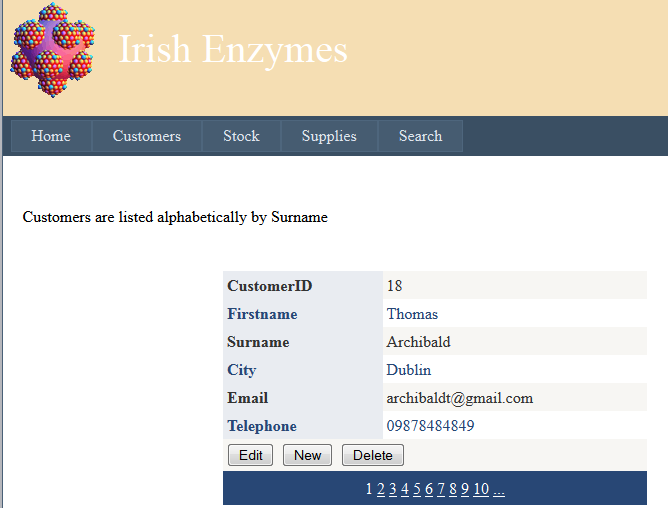 Irish Enzymes
Home Customers Stock Supplies Search
Customers are listed alphabetically by Surname
CustomerID 18
Firstname Thomas
Surname Archibald
City Dublin
Email archibaldt@gmail.com
Telephone 09878484849
Edit New Delete
1 2 3 4 5 6 7 8 9 10 ...